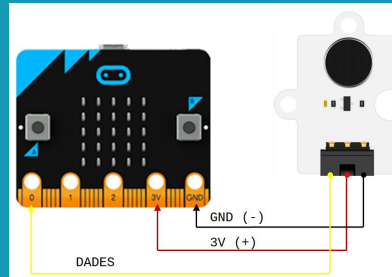 B
A
0 1 2 3V GND
GND (-)
3V (+)
DADES